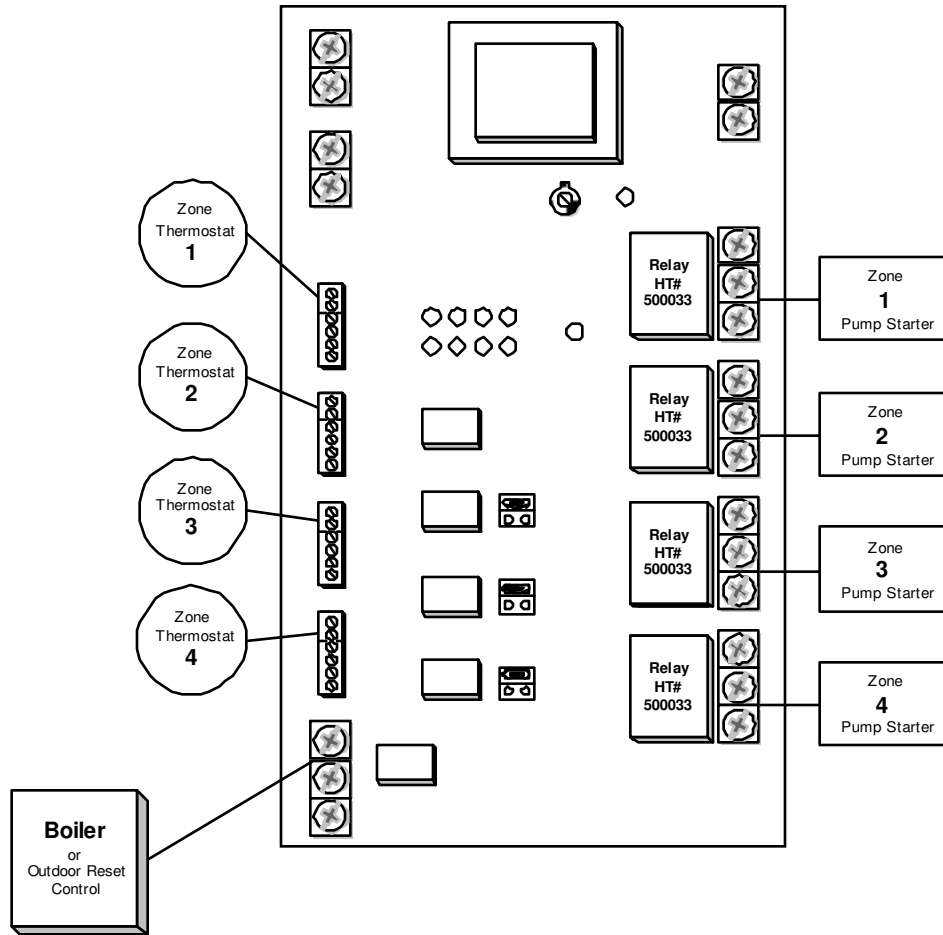 Zone
Thermostat
1
Zone
Thermostat
2
Zone
Thermostat
3
Zone
Thermostat
4
Boiler
or
Outdoor Reset
Control
Relay
HT#
500033
Relay
HT#
500033
Relay
HT#
500033
Relay
HT#
500033
Zone
1
Pump Starter
Zone
2
Pump Starter
Zone
3
Pump Starter
Zone
4
Pump Starter